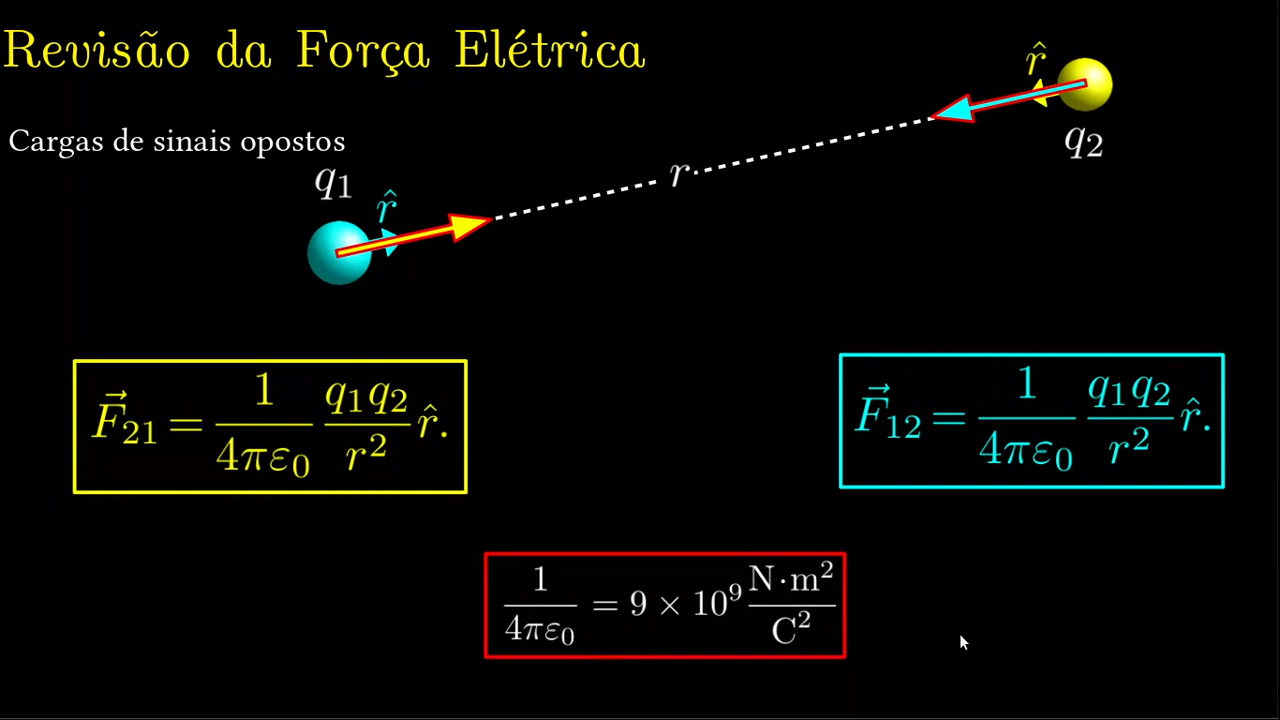 Revisão da Força Elétrica
Cargas de sinais opostos
r̂
q₂
r
q₁
r̂
F⃗₂₁ = 1/(4πε₀) q₁q₂/r² r̂.
F⃗₁₂ = 1/(4πε₀) q₁q₂/r² r̂.
1/(4πε₀) = 9 × 10⁹ N·m²/C²